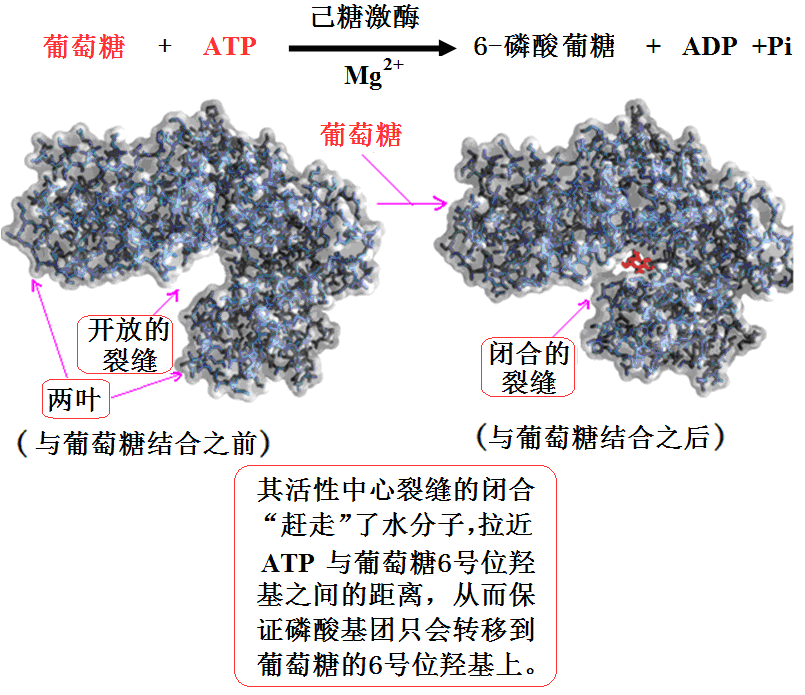 己糖激酶
葡萄糖 + ATP 6-磷酸葡糖 + ADP +Pi
Mg2+
葡萄糖
开放的
裂缝
两叶
闭合的
裂缝
(与葡萄糖结合之前)
(与葡萄糖结合之后)
其活性中心裂缝的闭合
“赶走”了水分子,拉近
ATP 与葡萄糖6号位羟
基之间的距离，从而保
证磷酸基团只会转移到
葡萄糖的6号位羟基上。